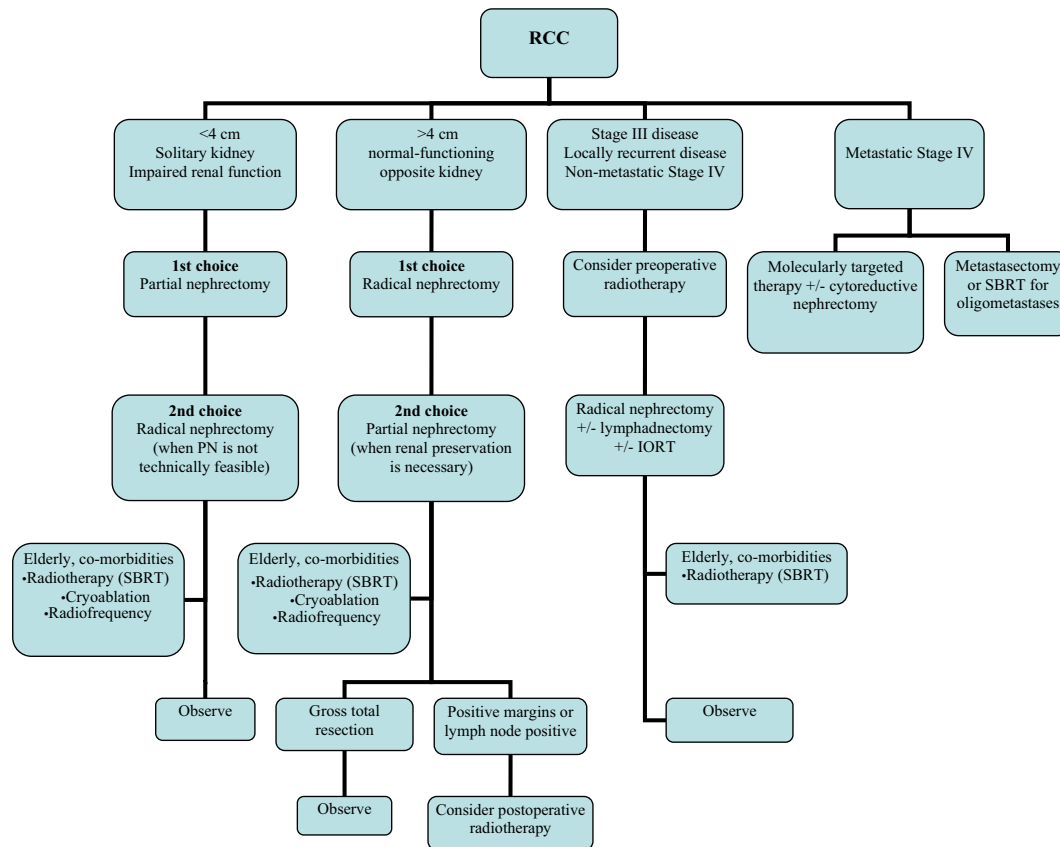 RCC
<4 cm
Solitary kidney
Impaired renal function
>4 cm
normal-functioning
opposite kidney
Stage III disease
Locally recurrent disease
Non-metastatic Stage IV
Metastatic Stage IV
1st choice
Partial nephrectomy
1st choice
Radical nephrectomy
Consider preoperative
radiotherapy
Molecularly targeted
therapy +/- cytoreductive
nephrectomy
Metastasectomy
or SBRT for
oligometastases
2nd choice
Radical nephrectomy
(when PN is not
technically feasible)
2nd choice
Partial nephrectomy
(when renal preservation
is necessary)
Radical nephrectomy
+/- lymphadnectomy
+/- IORT
Elderly, co-morbidities
•Radiotherapy (SBRT)
•Cryoablation
•Radiofrequency
Elderly, co-morbidities
•Radiotherapy (SBRT)
•Cryoablation
•Radiofrequency
Elderly, co-morbidities
•Radiotherapy (SBRT)
Observe
Gross total
resection
Positive margins or
lymph node positive
Observe
Observe
Consider postoperative
radiotherapy